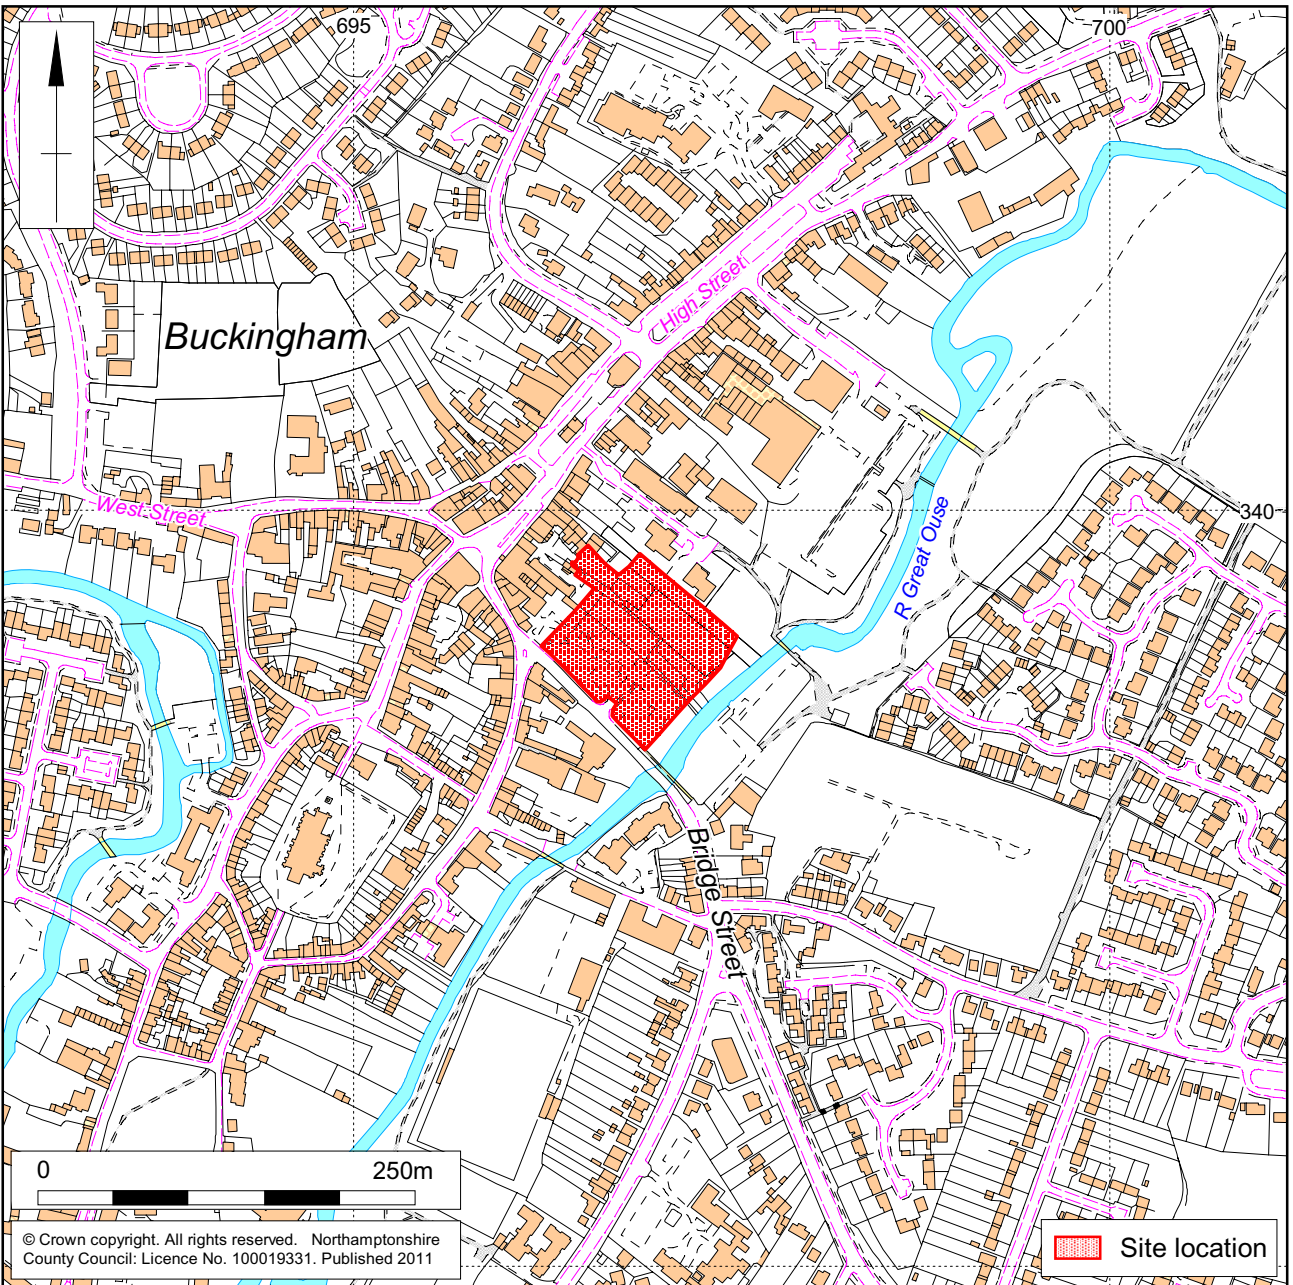 695
700
High Street
Buckingham
West Street
340
R Great Ouse
Bridge Street
0 250m
© Crown copyright. All rights reserved. Northamptonshire
County Council: Licence No. 100019331. Published 2011
Site location